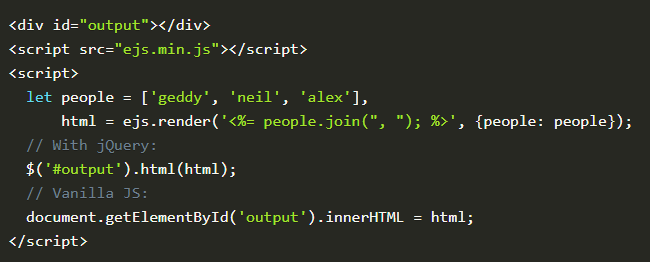 <div id="output"></div>
<script src="ejs.min.js"></script>
<script>
  let people = ['geddy', 'neil', 'alex'],
      html = ejs.render('<%= people.join(", "); %>', {people: people});
  // With jQuery:
  $('#output').html(html);
  // Vanilla JS:
  document.getElementById('output').innerHTML = html;
</script>